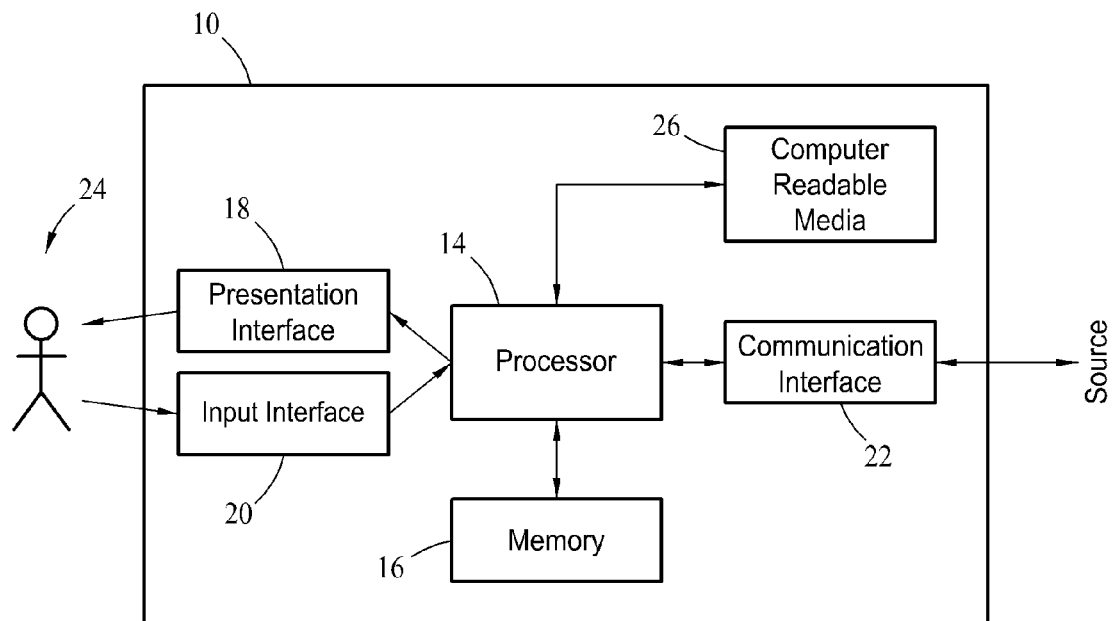 10
26
Computer
Readable
Media
24
18
14
Presentation
Interface
Processor
Communication
Interface
Source
Input Interface
22
20
Memory
16